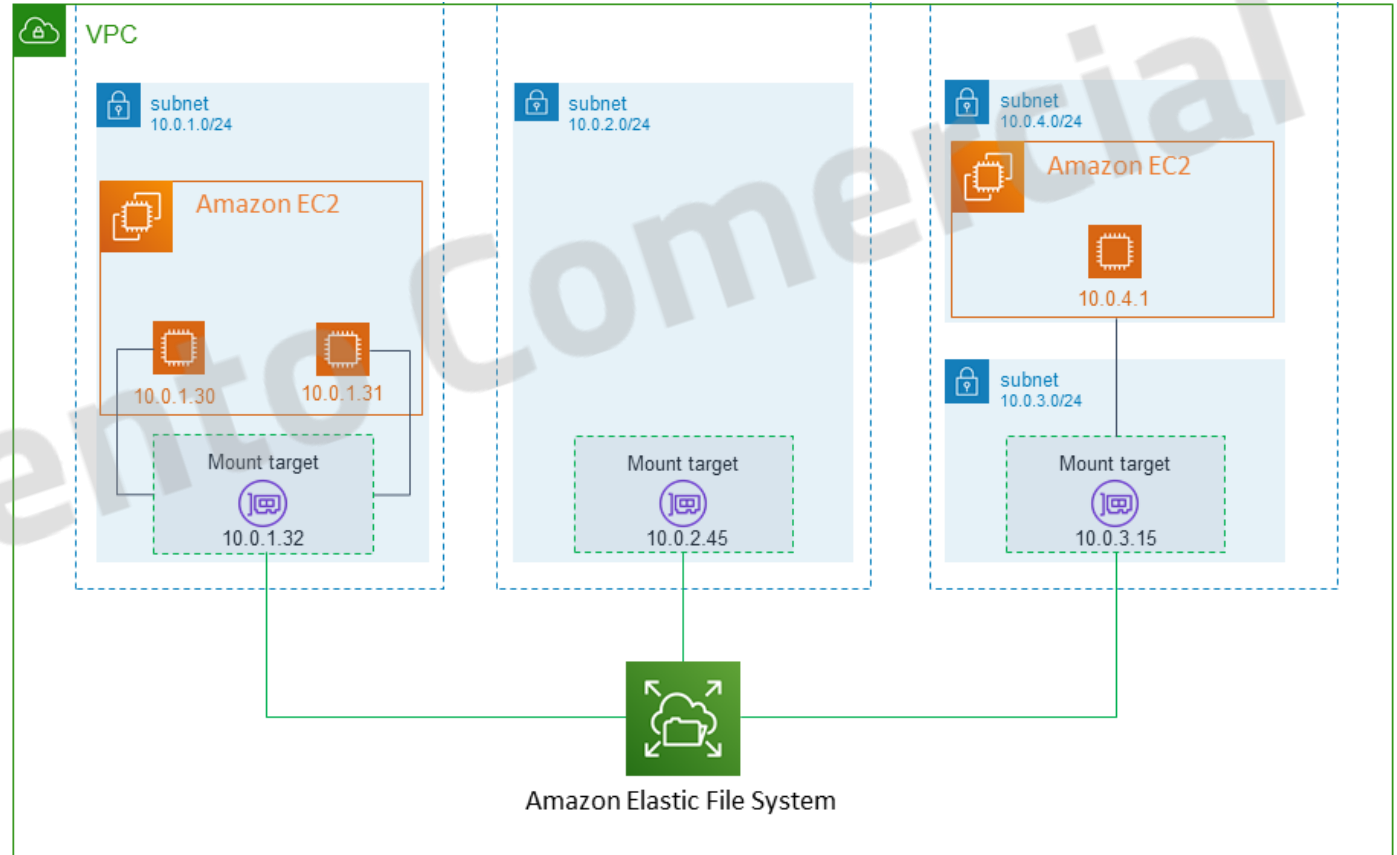 VPC
subnet
10.0.1.0/24
Amazon EC2
10.0.1.30
10.0.1.31
Mount target
10.0.1.32
subnet
10.0.2.0/24
Mount target
10.0.2.45
subnet
10.0.4.0/24
Amazon EC2
10.0.4.1
subnet
10.0.3.0/24
Mount target
10.0.3.15
Amazon Elastic File System
ento Comercial